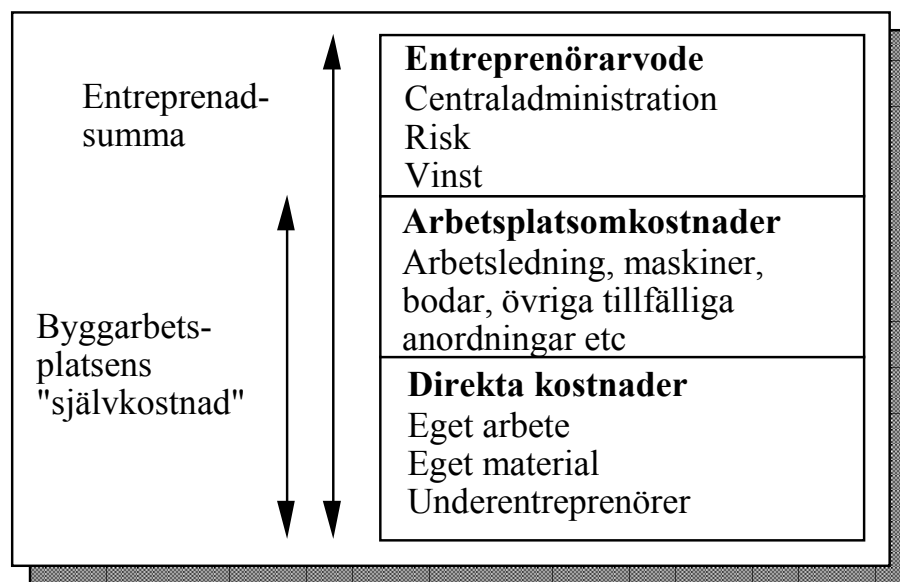 Entreprenad-
summa
Byggarbets-
platsens
"självkostnad"
Entreprenörarvode
Centraladministration
Risk
Vinst
Arbetsplatsomkostnader
Arbetsledning, maskiner,
bodar, övriga tillfälliga
anordningar etc
Direkta kostnader
Eget arbete
Eget material
Underentreprenörer